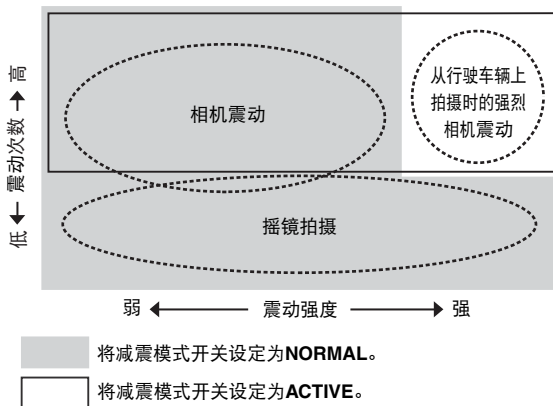 高
震动次数
低
相机震动
从行驶车辆上
拍摄时的强烈
相机震动
摇镜拍摄
弱
震动强度
强
将减震模式开关设定为NORMAL。
将减震模式开关设定为ACTIVE。